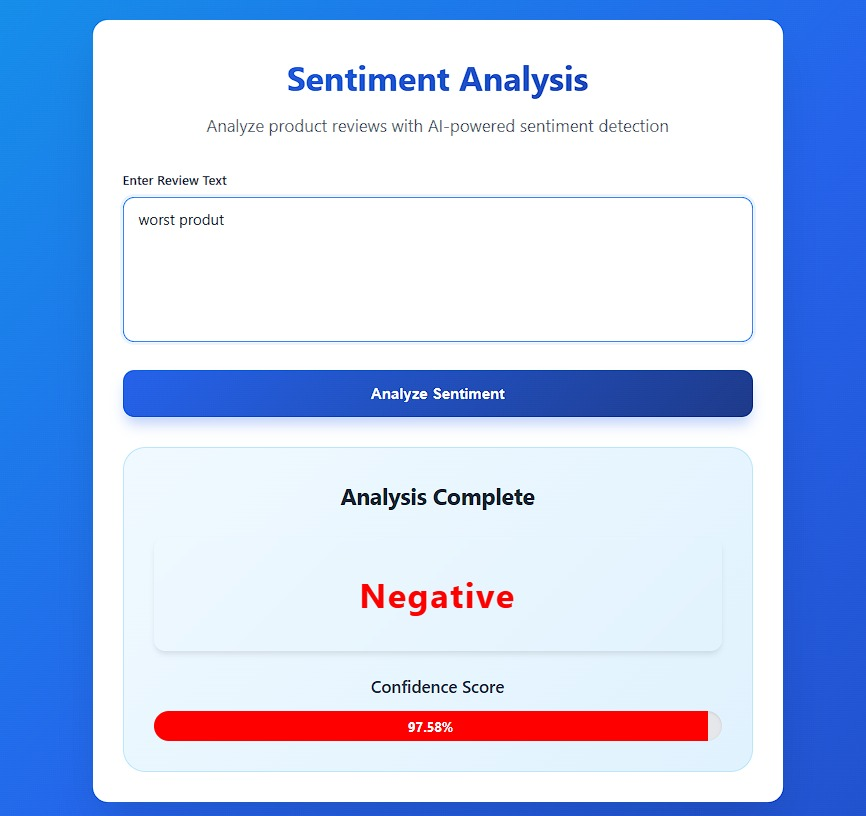 Sentiment Analysis
Analyze product reviews with AI-powered sentiment detection
Enter Review Text
worst produt
Analyze Sentiment
Analysis Complete
Negative
Confidence Score
97.58%